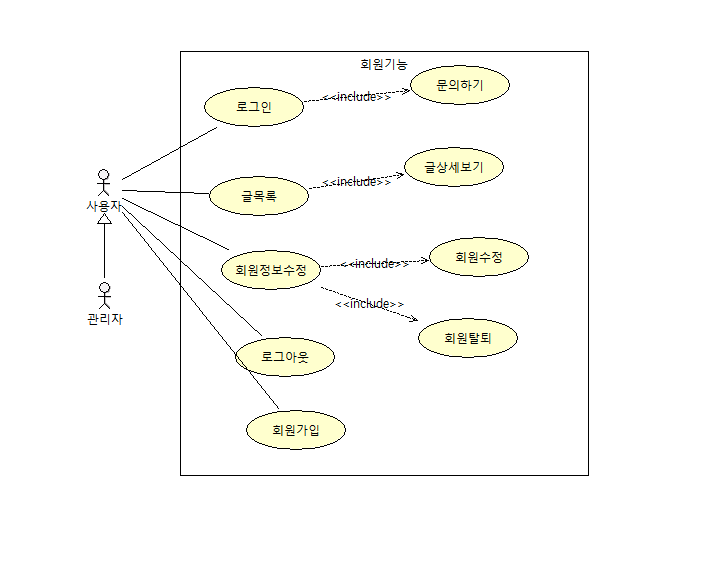 회원기능
문의하기
로그인
<<include>>
글상세보기
<<include>>
글목록
사용자
회원정보수정
<<include>>
회원수정
<<include>>
관리자
회원탈퇴
로그아웃
회원가입